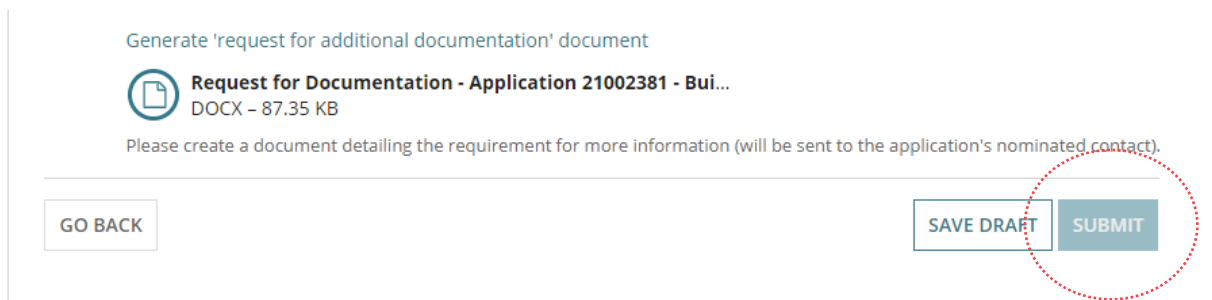 Generate 'request for additional documentation' document
Request for Documentation - Application 21002381 - Bui...
DOCX – 87.35 KB
Please create a document detailing the requirement for more information (will be sent to the application's nominated contact).
GO BACK
SAVE DRAFT
SUBMIT